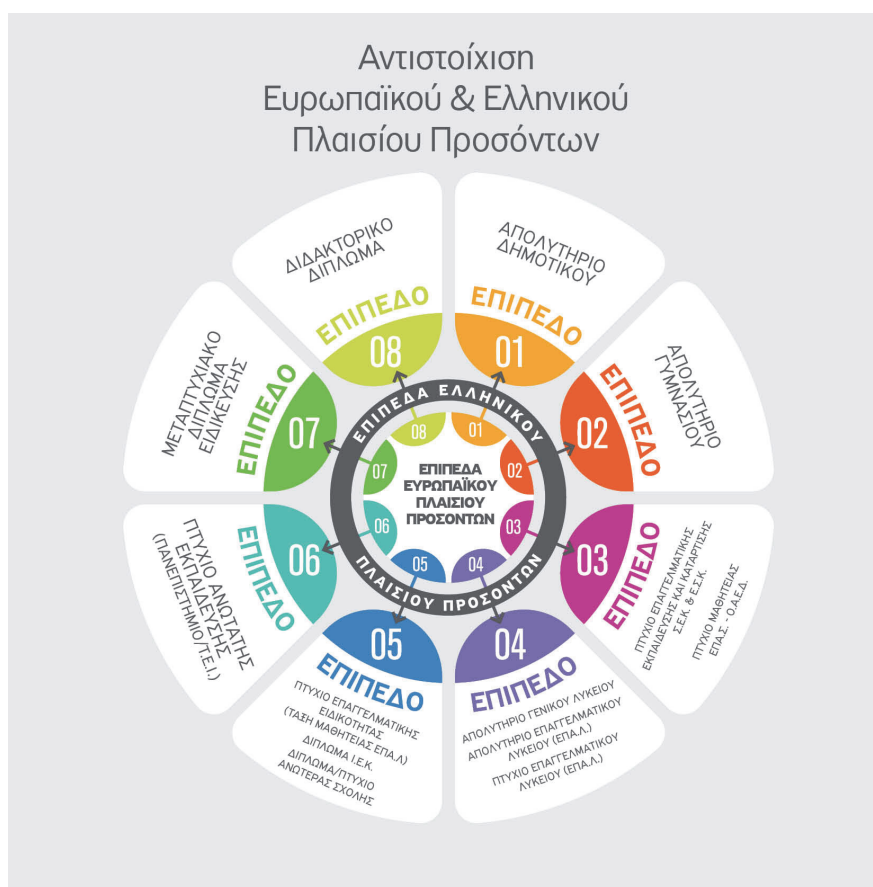 Αντιστοίχιση
Ευρωπαϊκού & Ελληνικού
Πλαισίου Προσόντων
ΑΠΟΛΥΤΗΡΙΟ
ΔΗΜΟΤΙΚΟΥ
ΕΠΙΠΕΔΟ
01
ΑΠΟΛΥΤΗΡΙΟ
ΓΥΜΝΑΣΙΟΥ
ΕΠΙΠΕΔΟ
02
ΕΠΙΠΕΔΟ
03
ΠΤΥΧΙΟ ΕΠΑΓΓΕΛΜΑΤΙΚΗΣ
ΕΚΠΑΙΔΕΥΣΗΣ ΚΑΙ ΚΑΤΑΡΤΙΣΗΣ
Σ.Ε.Κ. & Ε.Σ.Κ.
ΠΤΥΧΙΟ ΜΑΘΗΤΕΙΑΣ
ΕΠΑ.Σ. - Ο.Α.Ε.Δ.
04
ΕΠΙΠΕΔΟ
ΑΠΟΛΥΤΗΡΙΟ ΓΕΝΙΚΟΥ ΛΥΚΕΙΟΥ
ΑΠΟΛΥΤΗΡΙΟ ΕΠΑΓΓΕΛΜΑΤΙΚΟΥ
ΛΥΚΕΙΟΥ (ΕΠΑ.Λ.)
ΠΤΥΧΙΟ ΕΠΑΓΓΕΛΜΑΤΙΚΟΥ
ΛΥΚΕΙΟΥ (ΕΠΑ.Λ.)
05
ΕΠΙΠΕΔΟ
ΠΤΥΧΙΟ ΕΠΑΓΓΕΛΜΑΤΙΚΗΣ
ΕΙΔΙΚΟΤΗΤΑΣ
(ΤΑΞΗ ΜΑΘΗΤΕΙΑΣ ΕΠΑ.Λ)
ΔΙΠΛΩΜΑ Ι.Ε.Κ.
ΔΙΠΛΩΜΑ/ΠΤΥΧΙΟ
ΑΝΩΤΕΡΑΣ ΣΧΟΛΗΣ
06
ΕΠΙΠΕΔΟ
ΠΤΥΧΙΟ ΑΝΩΤΑΤΗΣ
ΕΚΠΑΙΔΕΥΣΗΣ
(ΠΑΝΕΠΙΣΤΗΜΙΟ/Τ.Ε.Ι.)
ΜΕΤΑΠΤΥΧΙΑΚΟ
ΔΙΠΛΩΜΑ
ΕΙΔΙΚΕΥΣΗΣ
ΕΠΙΠΕΔΟ
07
ΔΙΔΑΚΤΟΡΙΚΟ
ΔΙΠΛΩΜΑ
ΕΠΙΠΕΔΟ
08
ΕΠΙΠΕΔΑ ΕΛΛΗΝΙΚΟΥ
ΠΛΑΙΣΙΟΥ ΠΡΟΣΟΝΤΩΝ
01
02
03
04
05
06
07
08
ΕΠΙΠΕΔΑ
ΕΥΡΩΠΑΪΚΟΥ
ΠΛΑΙΣΙΟΥ
ΠΡΟΣΟΝΤΩΝ